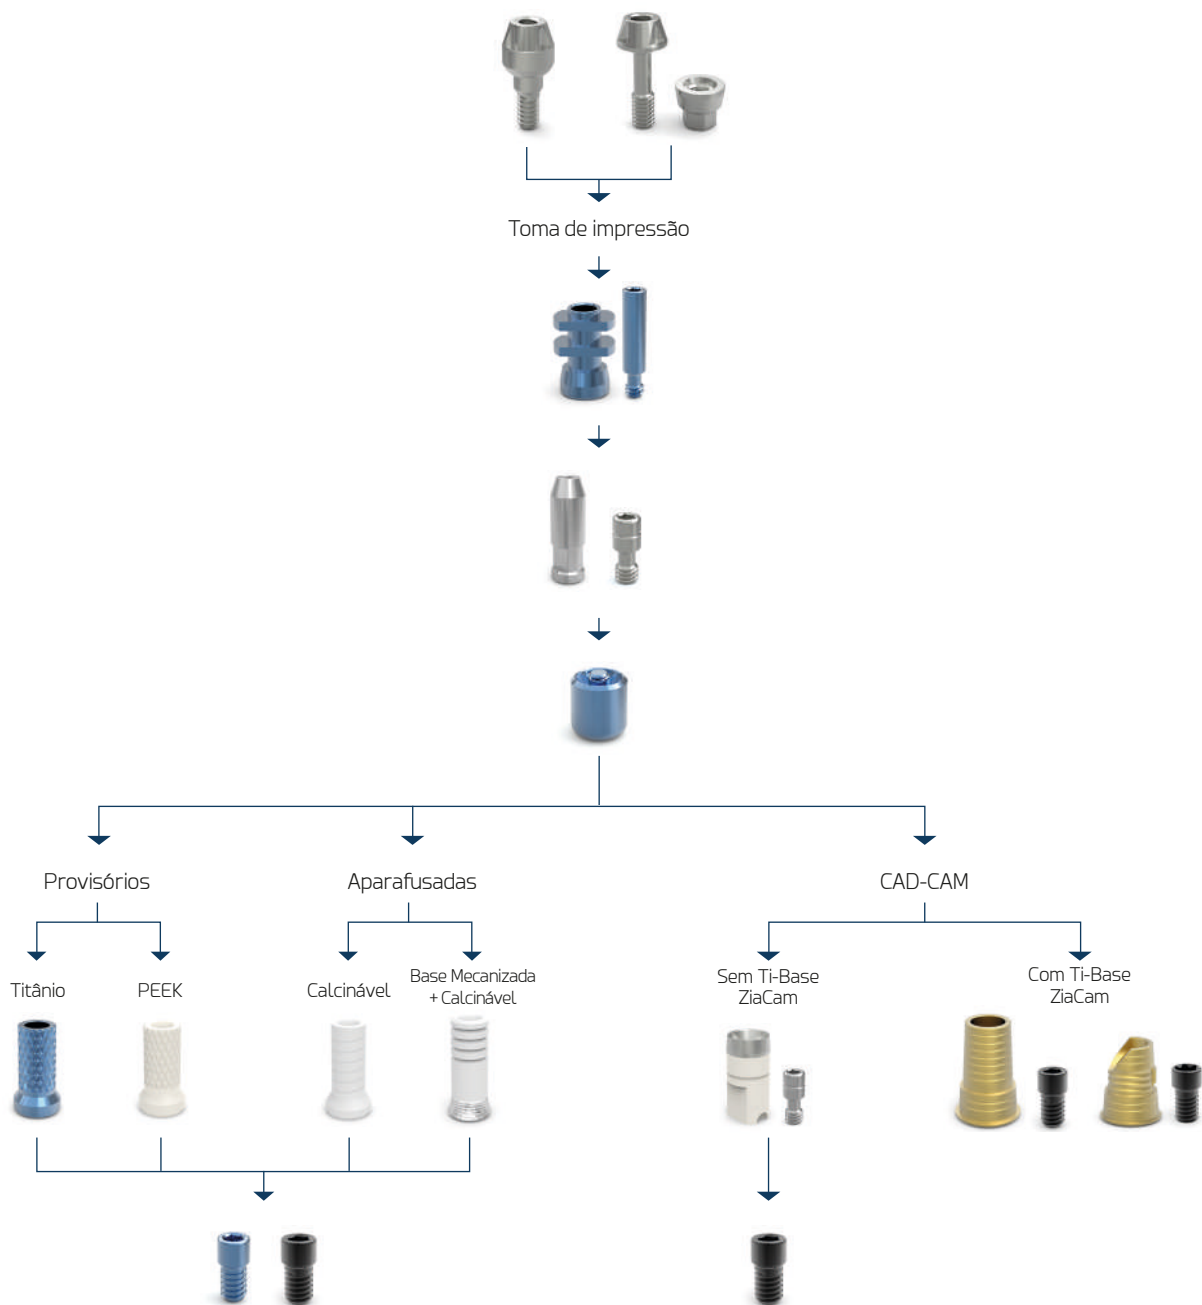 Toma de impressão
Provisórios
Aparafusadas
CAD-CAM
Titânio
PEEK
Calcinável
Base Mecanizada
+ Calcinável
Sem Ti-Base
ZiaCam
Com Ti-Base
ZiaCam